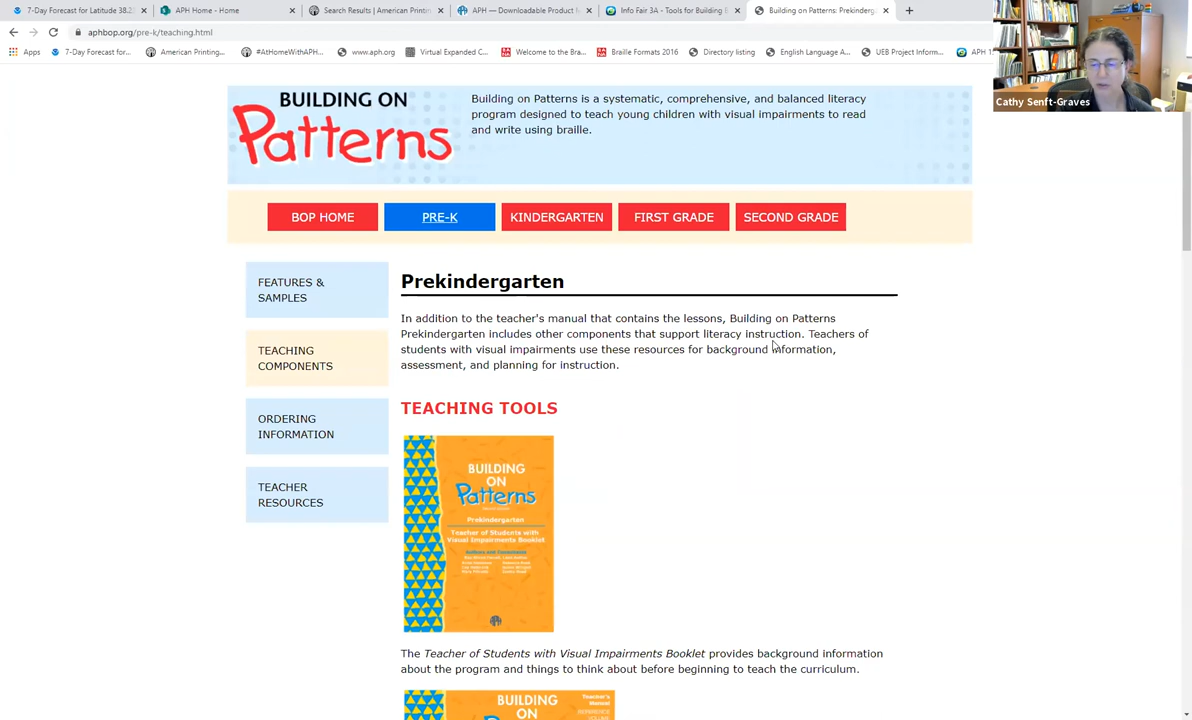 7-Day Forecast for Latitude 38.2
APH Home - Home
Search Results | American Printin
APH — Downloadable Product
Info Fair 3A - Tools for Building
Building on Patterns: Prekinderg
aphbop.org/pre-k/teaching.html
Apps
7-Day Forecast for...
American Printing...
#AtHomeWithAPH...
www.aph.org
Virtual Expanded C...
Welcome to the Bra...
Braille Formats 2016
Directory listing
English Language A...
UEB Project Inform...
Cathy Senft-Graves
BUILDING ON
Patterns
Building on Patterns is a systematic, comprehensive, and balanced literacy
program designed to teach young children with visual impairments to read
and write using braille.
BOP HOME
PRE-K
KINDERGARTEN
FIRST GRADE
SECOND GRADE
FEATURES &
SAMPLES
TEACHING
COMPONENTS
ORDERING
INFORMATION
TEACHER
RESOURCES
Prekindergarten
In addition to the teacher's manual that contains the lessons, Building on Patterns
Prekindergarten includes other components that support literacy instruction. Teachers of
students with visual impairments use these resources for background information,
assessment, and planning for instruction.
TEACHING TOOLS
BUILDING
ON
Patterns
Prekindergarten
Teacher of Students with
Visual Impairments Booklet
The Teacher of Students with Visual Impairments Booklet provides background information
about the program and things to think about before beginning to teach the curriculum.
BUILDING
ON
Teacher's
Manual